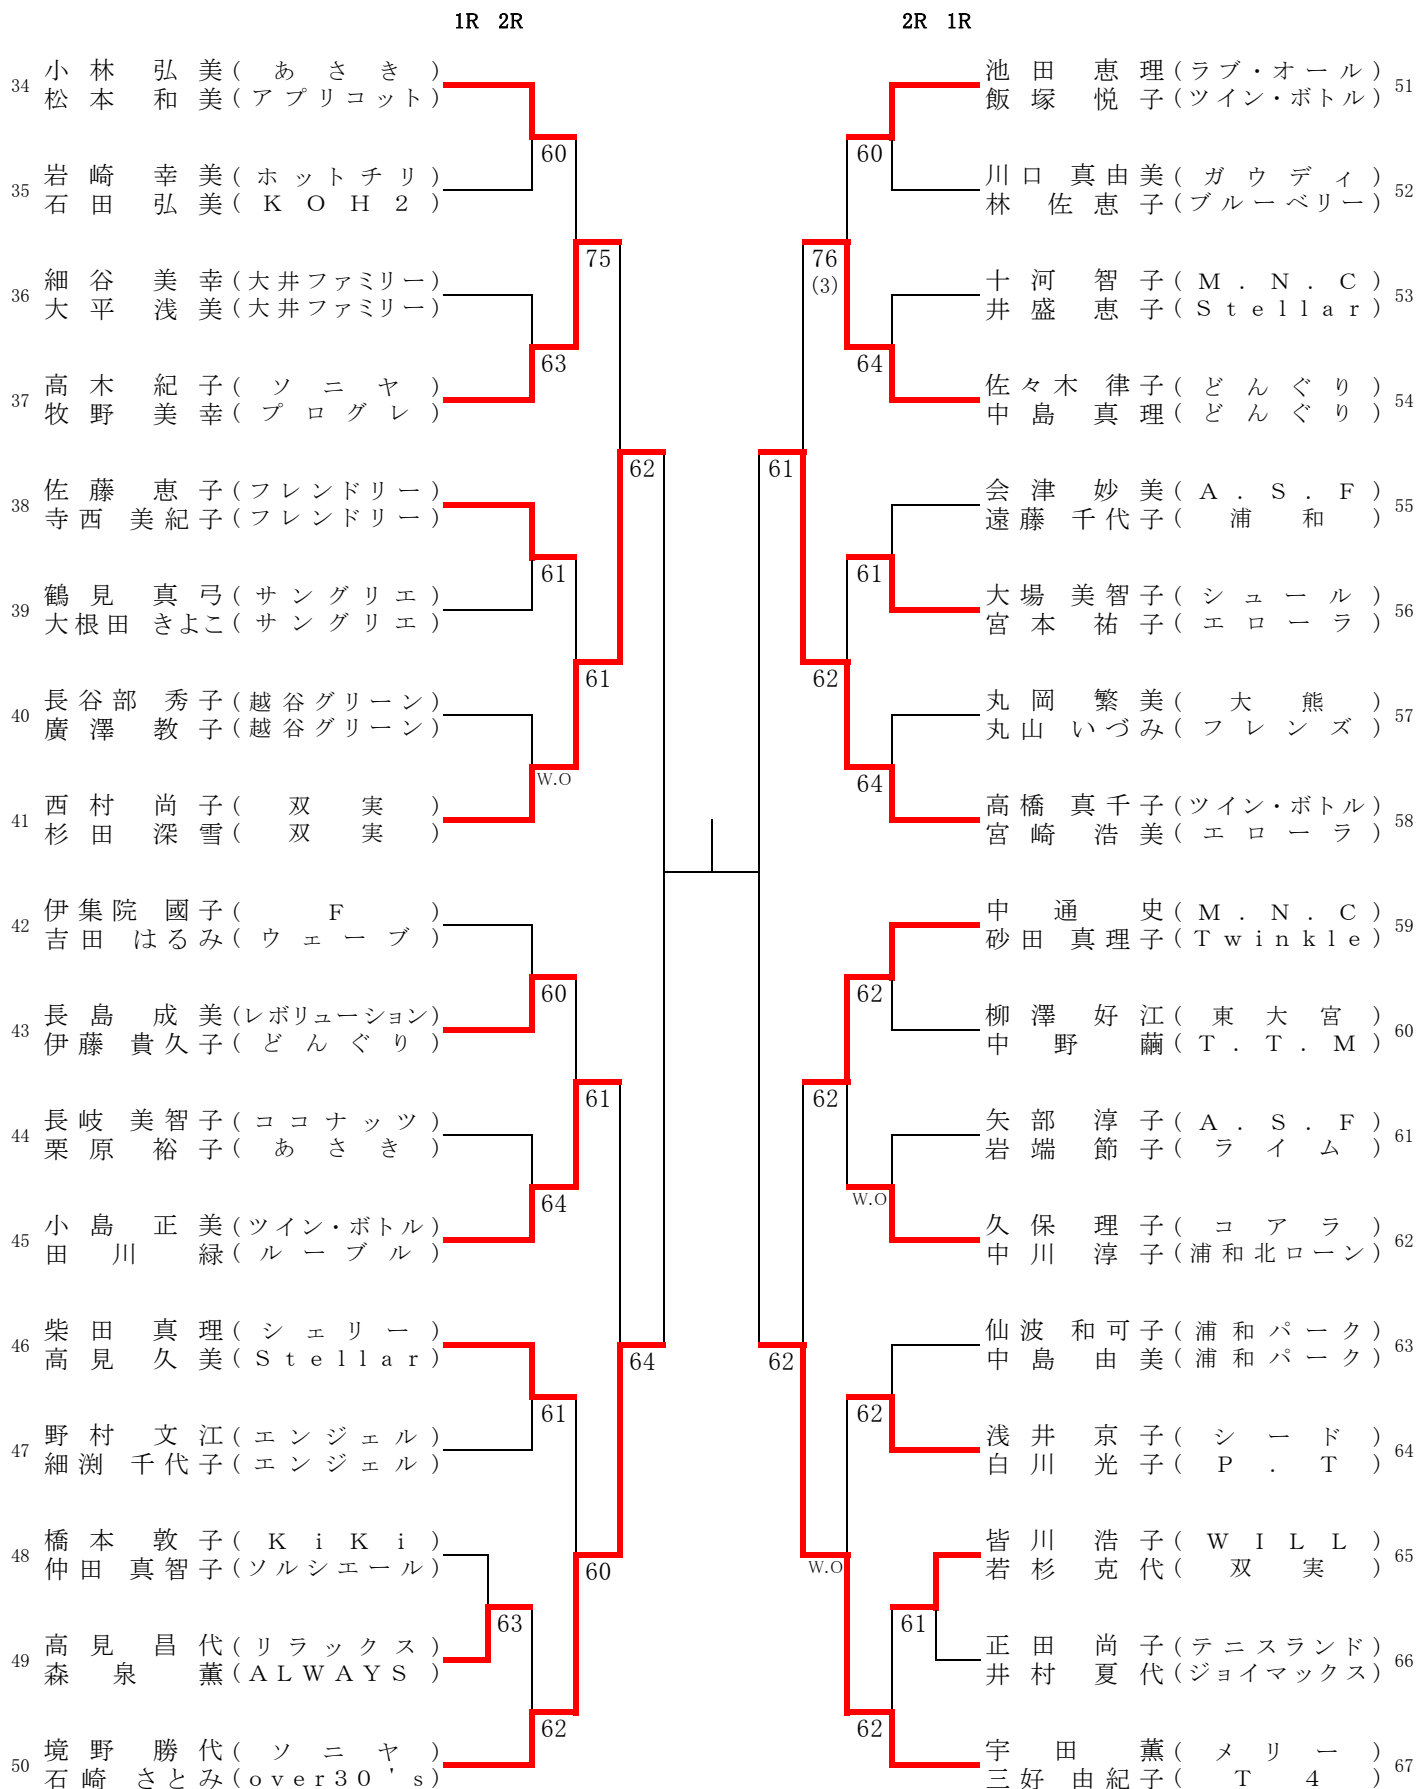 1R 2R
2R 1R
34 小林 弘美(あさき)
松本 和美(アプリコット)
60
35 岩崎 幸美(ホットチリ)
石田 弘美(KOH2)
75
36 細谷 美幸(大井ファミリー)
大平 浅美(大井ファミリー)
63
37 高木 紀子(ソニヤ)
牧野 美幸(プログレ)
62
38 佐藤 恵子(フレンドリー)
寺西 美紀子(フレンドリー)
61
39 鶴見 真弓(サングリエ)
大根田 きよこ(サングリエ)
61
40 長谷部 秀子(越谷グリーン)
廣澤 教子(越谷グリーン)
W.O
41 西村 尚子(双実)
杉田 深雪(双実)
42 伊集院 國子(F)
吉田 はるみ(ウェーブ)
60
43 長島 成美(レボリューション)
伊藤 貴久子(どんぐり)
61
44 長岐 美智子(ココナッツ)
栗原 裕子(あさき)
64
45 小島 正美(ツイン・ボトル)
田川 緑(ルーブル)
46 柴田 真理(シェリー)
高見 久美(Stellar)
64
61
47 野村 文江(エンジェル)
細渕 千代子(エンジェル)
48 橋本 敦子(KiKi)
仲田 真智子(ソルシエール)
60
63
49 高見 昌代(リラックス)
森泉 薫(ALWAYS)
62
50 境野 勝代(ソニヤ)
石崎 さとみ(over30's)
池田 恵理(ラブ・オール) 51
飯塚 悦子(ツイン・ボトル)
60
川口 真由美(ガウディ) 52
林 佐恵子(ブルーベリー)
76
(3)
十河 智子(M.N.C) 53
井盛 恵子(Stellar)
64
佐々木 律子(どんぐり) 54
中島 真理(どんぐり)
61
会津 妙美(A.S.F) 55
遠藤 千代子(浦和)
61
大場 美智子(シュール) 56
宮本 祐子(エローラ)
62
丸岡 繁美(大熊) 57
丸山 いづみ(フレンズ)
64
高橋 真千子(ツイン・ボトル) 58
宮崎 浩美(エローラ)
中通 史(M.N.C) 59
砂田 真理子(Twinkle)
62
柳澤 好江(東大宮) 60
中野 繭(T.T.M)
62
矢部 淳子(A.S.F) 61
岩端 節子(ライム)
W.O
久保 理子(コアラ) 62
中川 淳子(浦和北ローン)
仙波 和可子(浦和パーク) 63
中島 由美(浦和パーク)
62
62
浅井 京子(シード) 64
白川 光子(P.T)
皆川 浩子(WILL) 65
若杉 克代(双実)
W.O
61
正田 尚子(テニスランド) 66
井村 夏代(ジョイマックス)
62
宇田 薫(メリー) 67
三好 由紀子(T4)